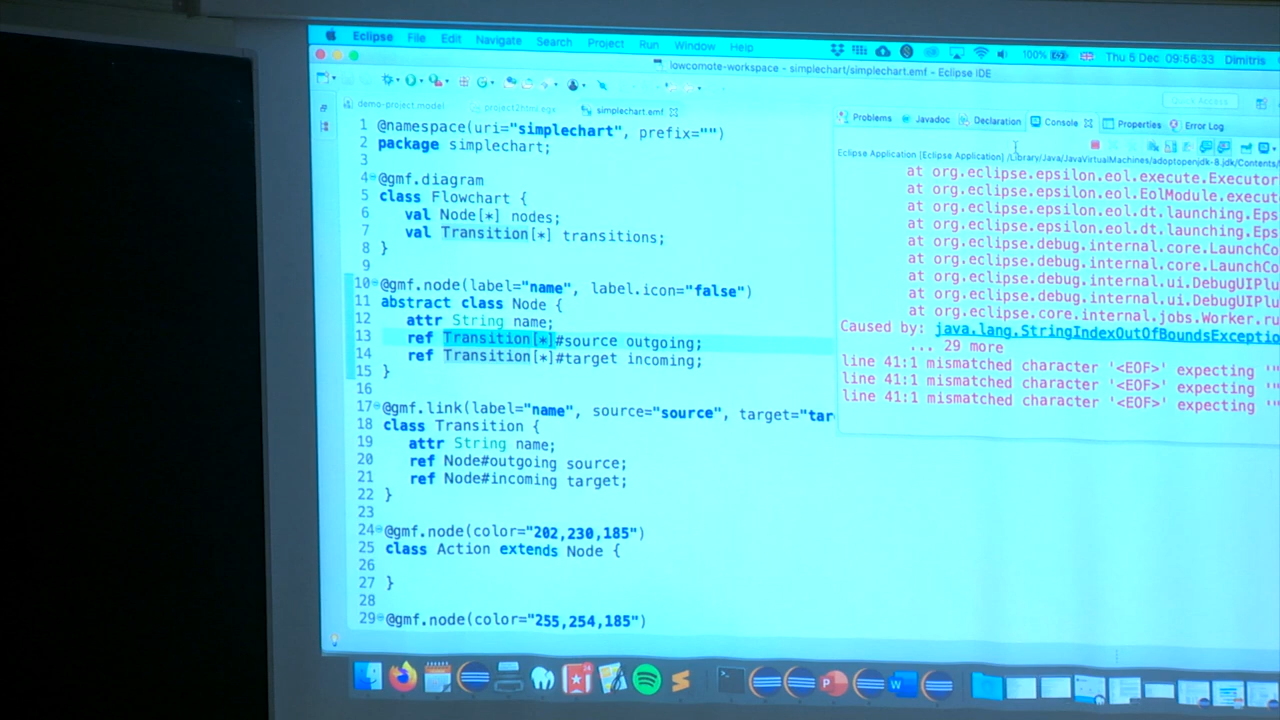 Eclipse File Edit Navigate Search Project Run Window Help 100% Thu 5 Dec 09:56:33 Dimitris
lowcomote-workspace - simplechart/simplechart.emf - Eclipse IDE
Quick Access
demo-project.model project2html.egx simplechart.emf
1 @namespace(uri="simplechart", prefix="")
2 package simplechart;
3
4 @gmf.diagram
5 class Flowchart {
6 val Node[*] nodes;
7 val Transition[*] transitions;
8 }
9
10 @gmf.node(label="name", label.icon="false")
11 abstract class Node {
12 attr String name;
13 ref Transition[*]#source outgoing;
14 ref Transition[*]#target incoming;
15 }
16
17 @gmf.link(label="name", source="source", target="tar
18 class Transition {
19 attr String name;
20 ref Node#outgoing source;
21 ref Node#incoming target;
22 }
23
24 @gmf.node(color="202,230,185")
25 class Action extends Node {
26
27 }
28
29 @gmf.node(color="255,254,185")
Problems Javadoc Declaration Console Properties Error Log
Eclipse Application [Eclipse Application] /Library/Java/JavaVirtualMachines/adoptopenjdk-8.jdk/Contents/
at org.eclipse.epsilon.eol.execute.Executor
at org.eclipse.epsilon.eol.EolModule.execut
at org.eclipse.epsilon.eol.dt.launching.Eps
at org.eclipse.epsilon.eol.dt.launching.Eps
at org.eclipse.debug.internal.core.LaunchCo
at org.eclipse.debug.internal.core.LaunchCo
at org.eclipse.debug.internal.ui.DebugUIPlu
at org.eclipse.debug.internal.ui.DebugUIPlu
at org.eclipse.core.internal.jobs.Worker.ru
Caused by: java.lang.StringIndexOutOfBoundsExceptio
... 29 more
line 41:1 mismatched character '<EOF>' expecting '"
line 41:1 mismatched character '<EOF>' expecting '"
line 41:1 mismatched character '<EOF>' expecting '"